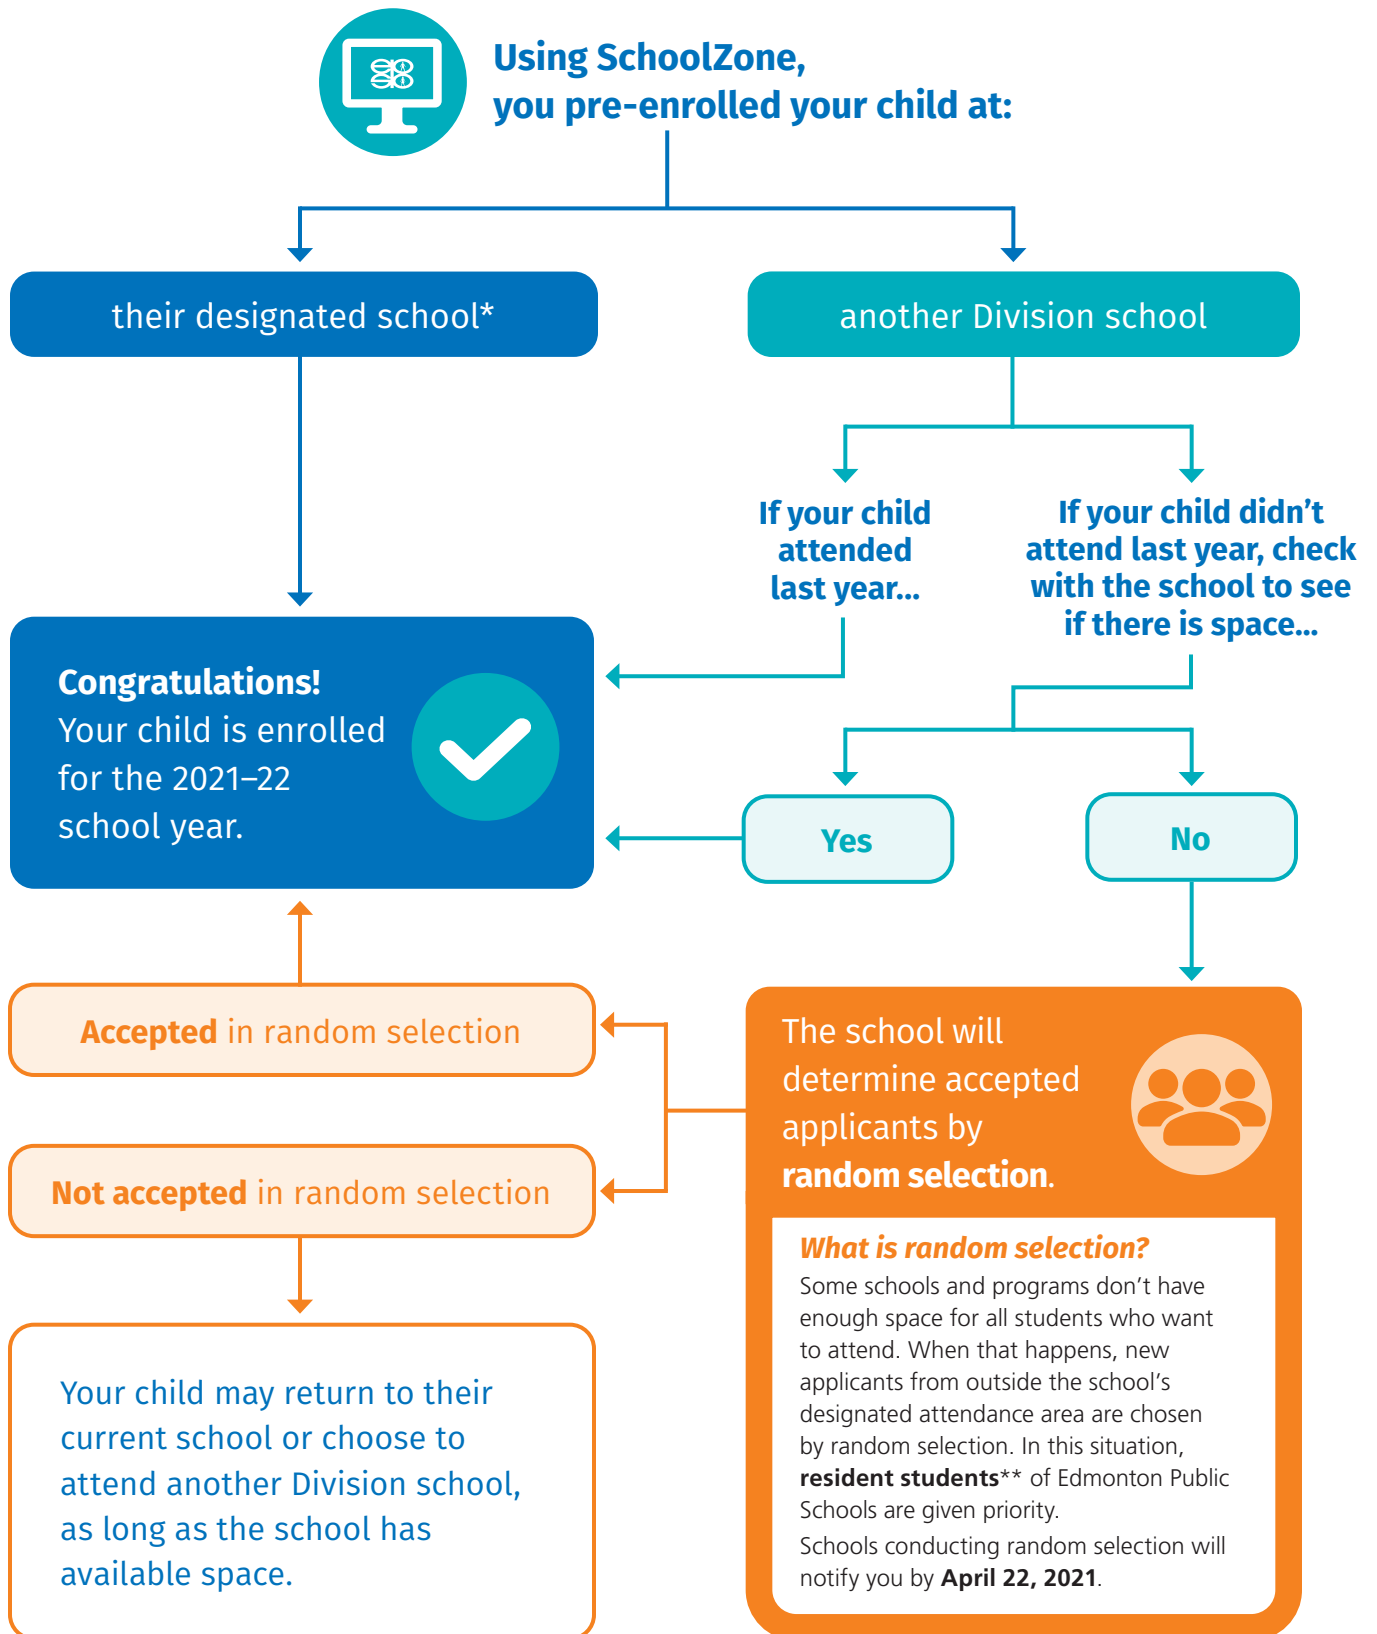 Using SchoolZone,
you pre-enrolled your child at:
their designated school*
another Division school
If your child
attended
last year...
If your child didn't
attend last year, check
with the school to see
if there is space...
Congratulations!
Your child is enrolled
for the 2021–22
school year.
Yes
No
Accepted in random selection
Not accepted in random selection
Your child may return to their
current school or choose to
attend another Division school,
as long as the school has
available space.
The school will
determine accepted
applicants by
random selection.
What is random selection?
Some schools and programs don't have
enough space for all students who want
to attend. When that happens, new
applicants from outside the school's
designated attendance area are chosen
by random selection. In this situation,
resident students** of Edmonton Public
Schools are given priority.
Schools conducting random selection will
notify you by April 22, 2021.